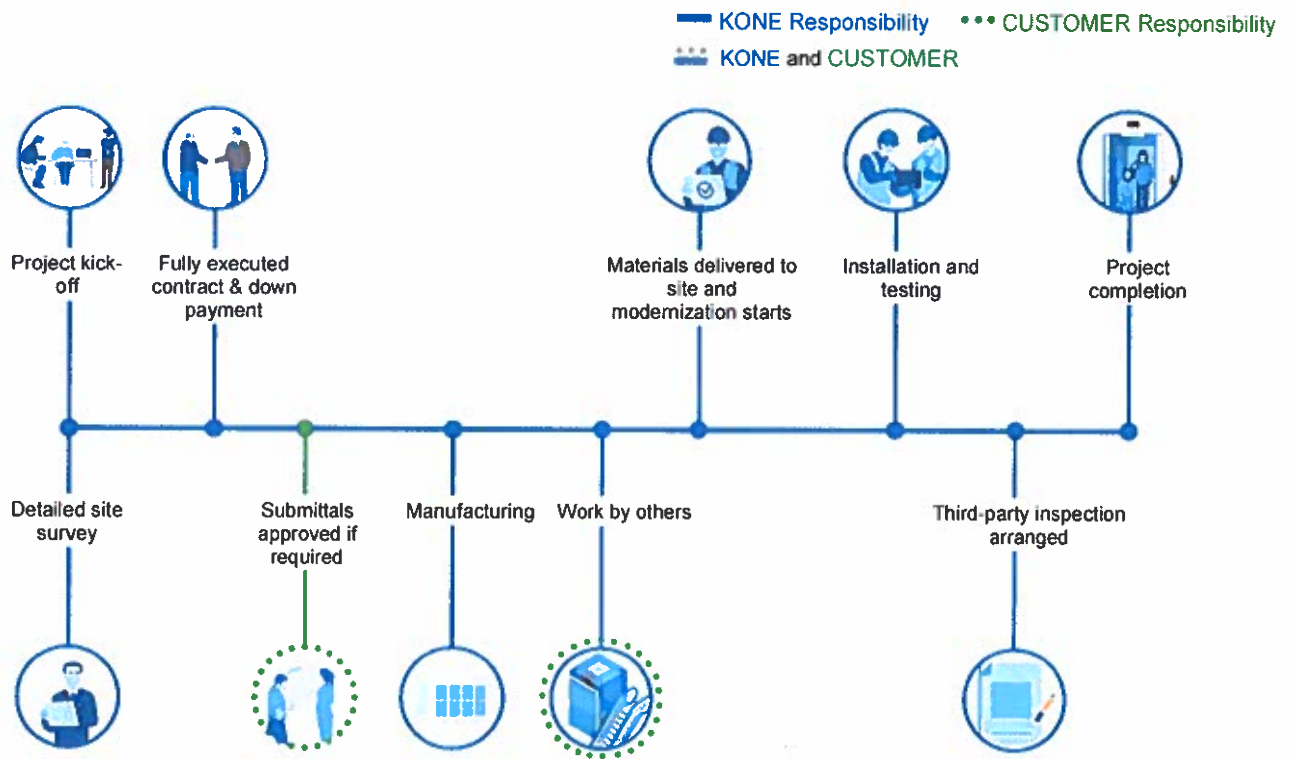 KONE Responsibility
CUSTOMER Responsibility
KONE and CUSTOMER
Project kick-
off
Fully executed
contract & down
payment
Materials delivered to
site and
modernization starts
Installation and
testing
Project
completion
Detailed site
survey
Submittals
approved if
required
Manufacturing
Work by others
Third-party inspection
arranged